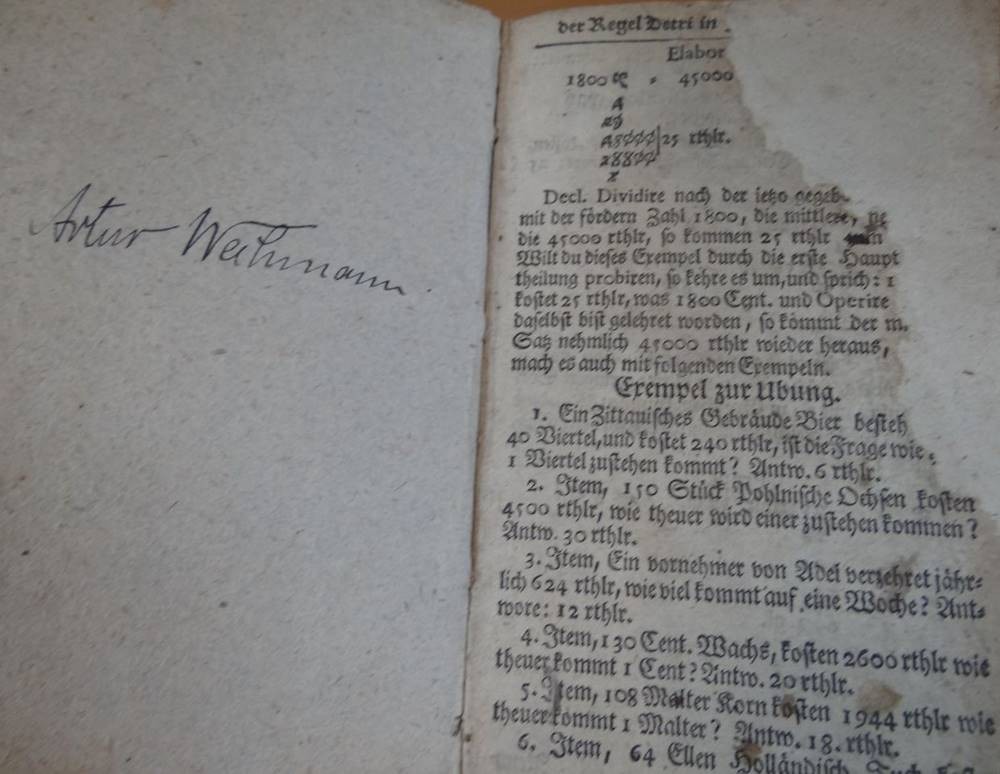 Artur Weihmann
der Regel Detri in
Elabor
1800 45000
4
25 rthlr.
Decl. Dividire nach der ietzo gegeb
mit der fördern Zahl 1800, die mittlere,
die 45000 rthlr, so kommen 25 rthlr
Wilt du dieses Exempel durch die erste Haupt
theilung probiren, so kehre es um, und sprich: 1
kostet 25 rthlr, was 1800 Cent. und Operire
daselbst bist gelehret worden, so kömmt der m.
Satz nehmlich 45000 rthlr wieder heraus,
mach es auch mit folgenden Exempeln.
Exempel zur Ubung.
1. Ein Zittauisches Gebräude Bier besteh
40 Viertel, und kostet 240 rthlr, ist die Frage wie
1 Viertel zustehen kommt? Antw. 6 rthlr.
2. Item, 150 Stück Pohlnische Ochsen kosten
4500 rthlr, wie theuer wird einer zustehen kommen?
Antw. 30 rthlr.
3. Item, Ein vornehmer von Adel verzehret jähr-
lich 624 rthlr, wie viel kommt auf eine Woche? Ant-
wort: 12 rthlr.
4. Item, 130 Cent. Wachs, kosten 2600 rthlr wie
theuer kommt 1 Cent? Antw. 20 rthlr.
5. Item, 108 Malter Korn kosten 1944 rthlr wie
theuer kommt 1 Malter? Antw. 18. rthlr.
6. Item, 64 Ellen Holländisch